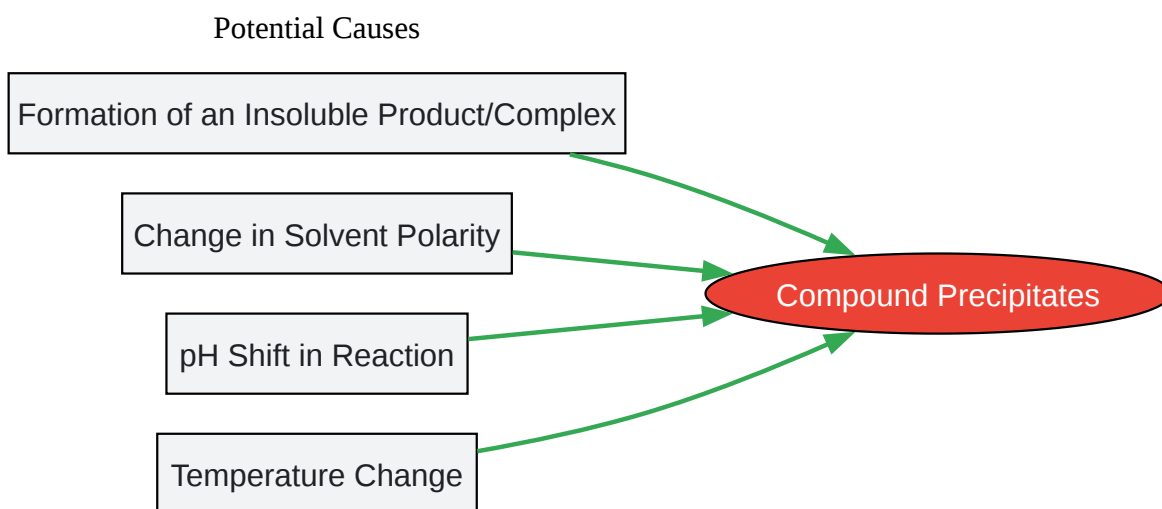 Potential Causes
Formation of an Insoluble Product/Complex
Change in Solvent Polarity
Compound Precipitates
pH Shift in Reaction
Temperature Change